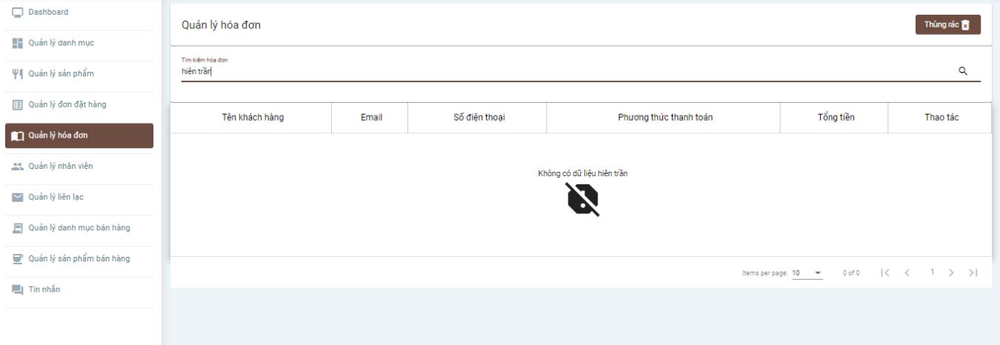 Dashboard
Quản lý danh mục
Quản lý sản phẩm
Quản lý đơn đặt hàng
Quản lý hóa đơn
Quản lý nhân viên
Quản lý liên lạc
Quản lý danh mục bán hàng
Quản lý sản phẩm bán hàng
Tin nhắn
Quản lý hóa đơn
Thùng rác
Tìm kiếm hóa đơn
hiên trần
Tên khách hàng Email Số điện thoại Phương thức thanh toán Tổng tiền Thao tác
Không có dữ liệu hiên trần
Items per page: 10 0 of 0 1